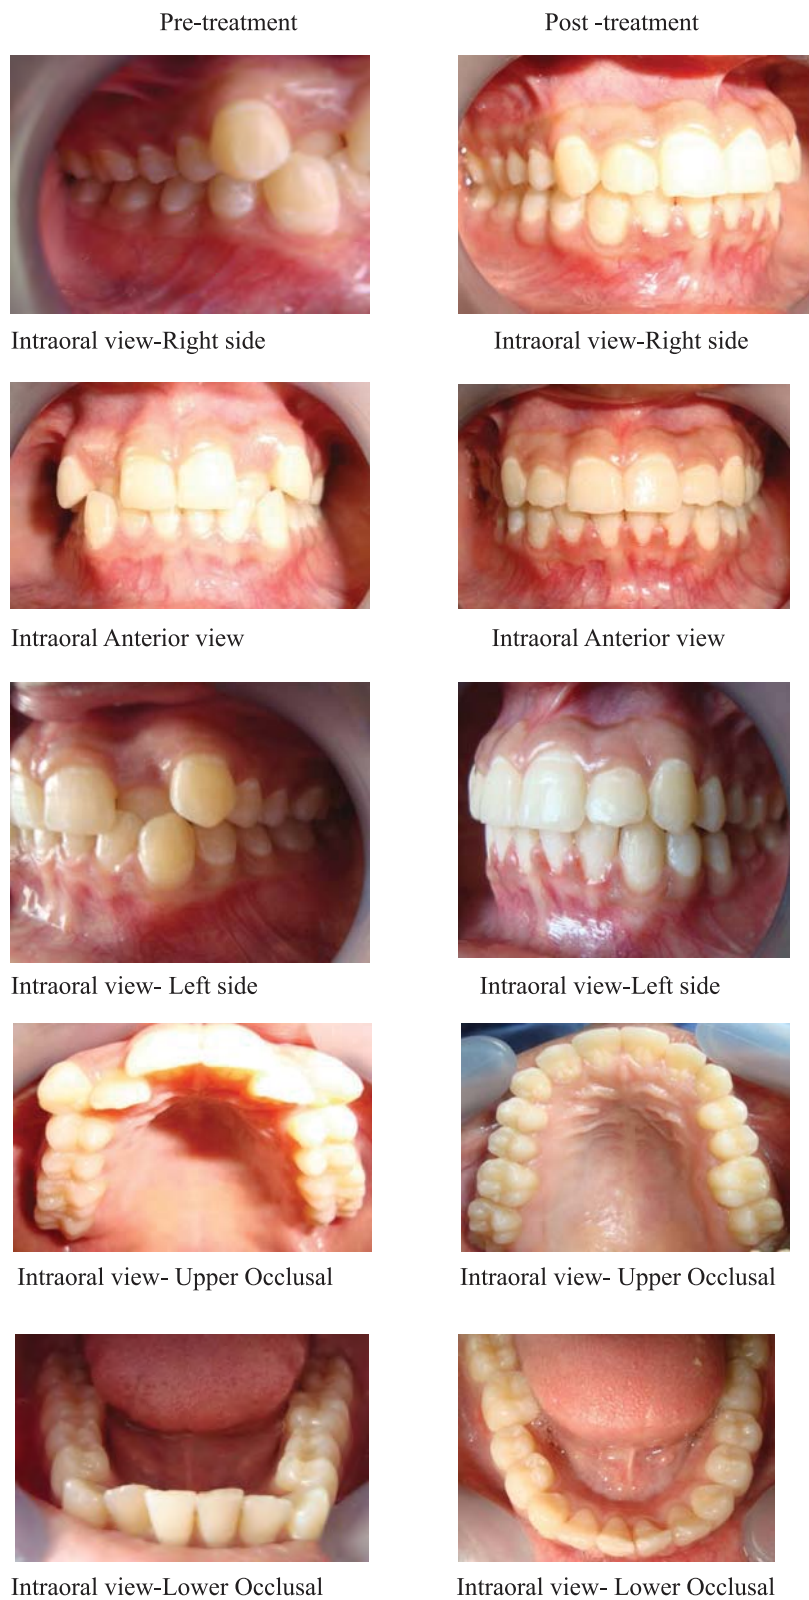 Pre-treatment
Post -treatment
Intraoral view-Right side
Intraoral view-Right side
Intraoral Anterior view
Intraoral Anterior view
Intraoral view- Left side
Intraoral view-Left side
Intraoral view- Upper Occlusal
Intraoral view- Upper Occlusal
Intraoral view-Lower Occlusal
Intraoral view- Lower Occlusal